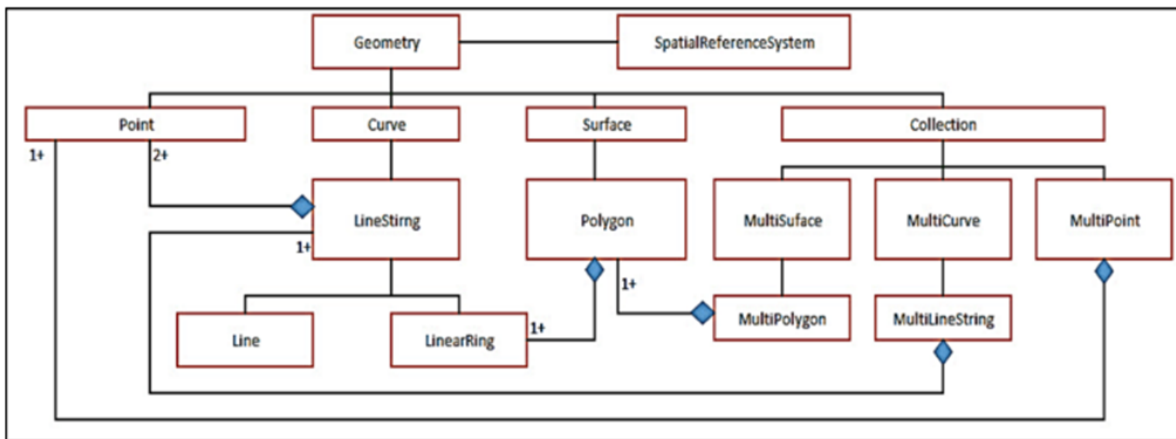 Geometry
SpatialReferenceSystem
Point
Curve
Surface
Collection
1+
2+
LineStirng
Polygon
MultiSuface
MultiCurve
MultiPoint
1+
1+
Line
LinearRing
1+
MultiPolygon
MultiLineString